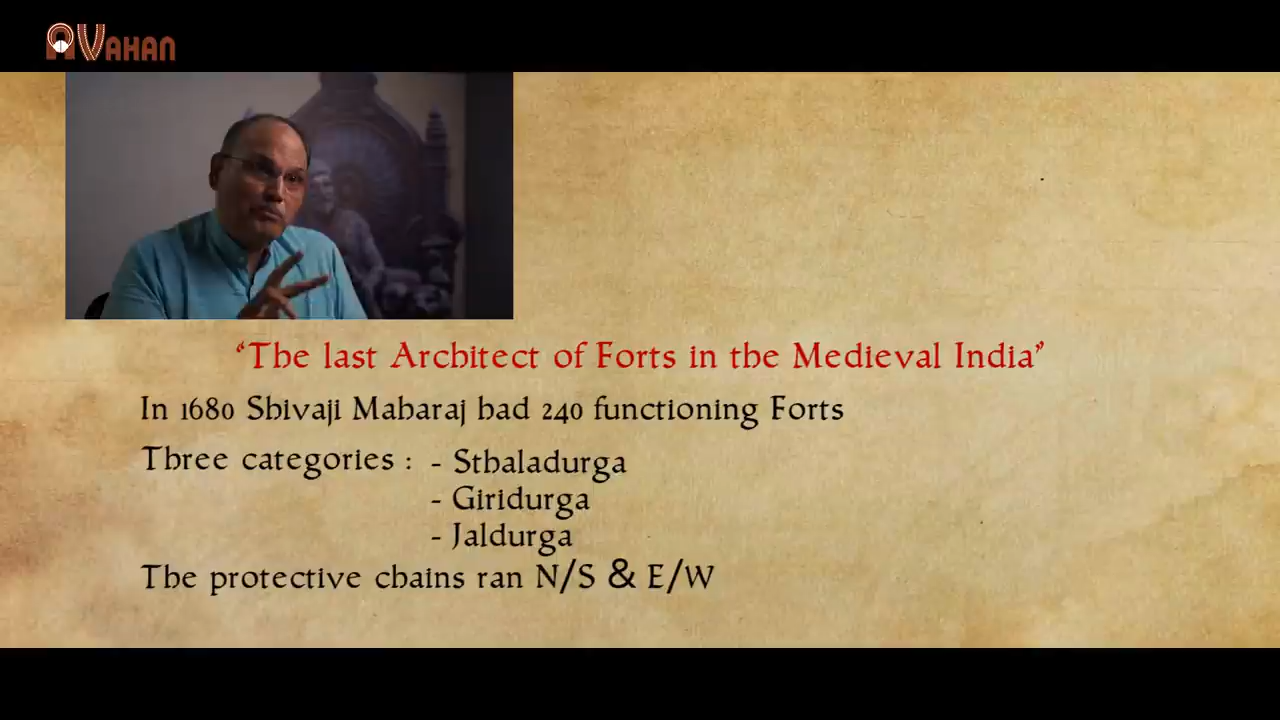 AVAHAN
"The last Architect of Forts in the Medieval India"
In 1680 Shivaji Maharaj had 240 functioning Forts
Three categories : - Sthaladurga
- Giridurga
- Jaldurga
The protective chains ran N/S & E/W